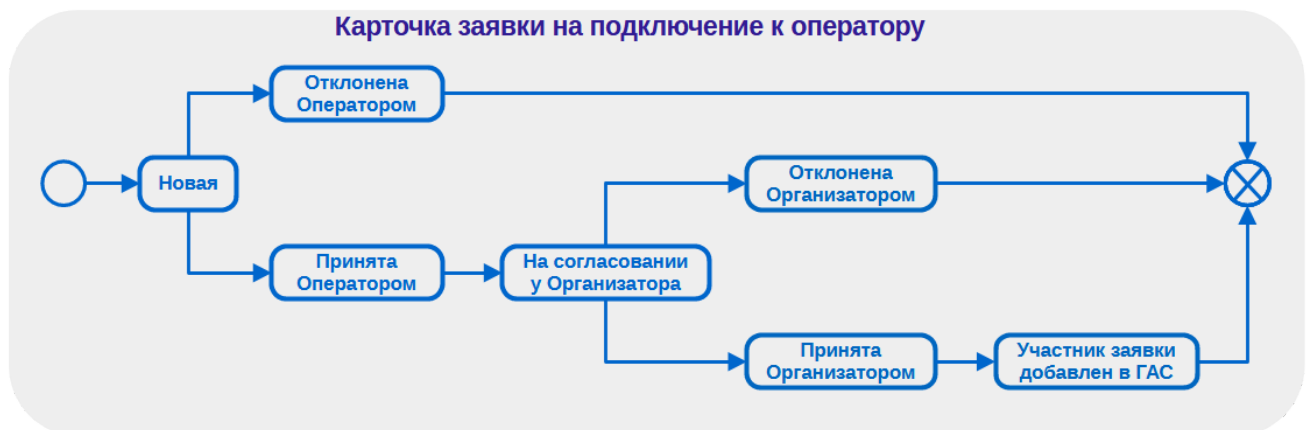 Карточка заявки на подключение к оператору
Отклонена
Оператором
Новая
Отклонена
Организатором
Принята
Оператором
На согласовании
у Организатора
Принята
Организатором
Участник заявки
добавлен в ГАС